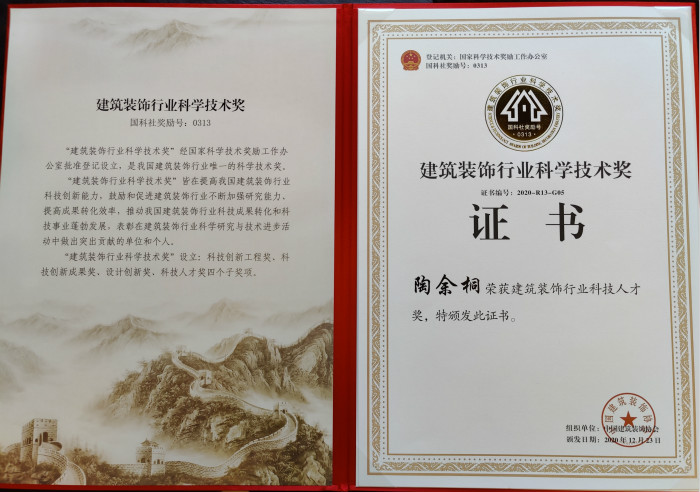 建筑装饰行业科学技术奖
国科社奖励号：0313
“建筑装饰行业科学技术奖”经国家科学技术奖励工作办
公室批准登记设立，是我国建筑装饰行业唯一的科学技术奖。
“建筑装饰行业科学技术奖”旨在提高我国建筑装饰行业
科技创新能力，鼓励和促进建筑装饰行业不断加强研究能力，
提高成果转化效率，推动我国建筑装饰行业科技成果转化和科
技事业蓬勃发展，表彰在建筑装饰行业科学研究与技术进步活
动中做出突出贡献的单位和个人。
“建筑装饰行业科学技术奖”设立：科技创新工程奖、科
技创新成果奖、设计创新奖、科技人才奖四个子奖项。
登记机关：国家科学技术奖励工作办公室
国科社奖励号：0313
建筑装饰行业科学技术奖
国科社奖励号
·0313·
建筑装饰行业科学技术奖
证书编号：2020-R13-G05
证书
陶余桐荣获建筑装饰行业科技人才
奖，特颁发此证书。
组织单位：中国建筑装饰协会
颁发日期：2020年12月23日